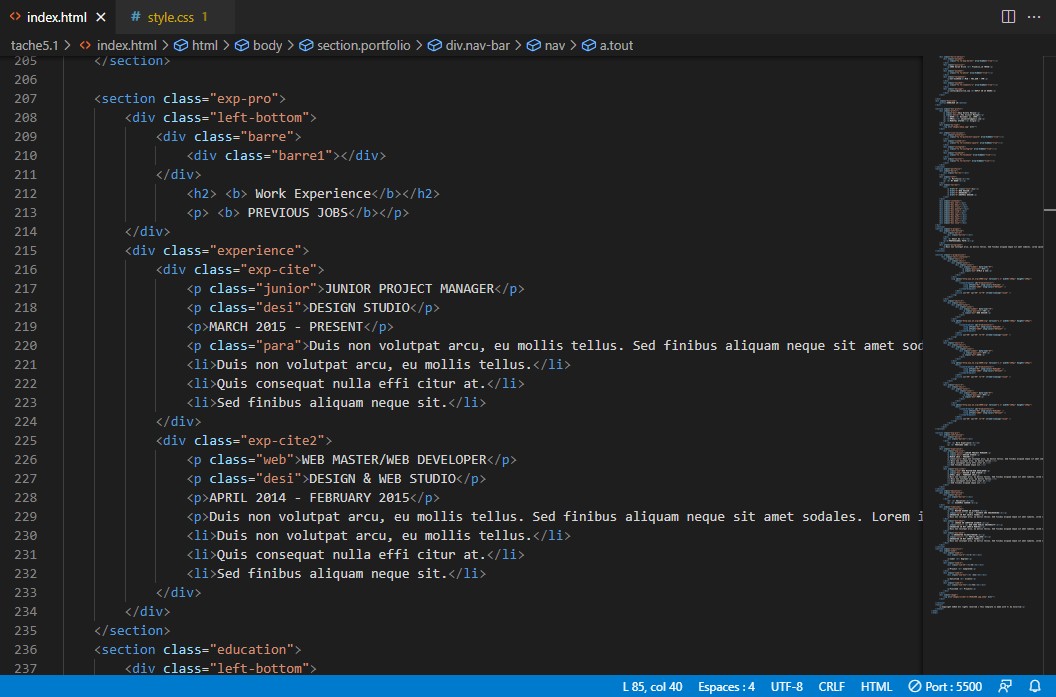 index.html
# style.css 1
tache5.1 > index.html > html > body > section.portfolio > div.nav-bar > nav > a.tout
205 </section>
206
207 <section class="exp-pro">
208 <div class="left-bottom">
209 <div class="barre">
210 <div class="barre1"></div>
211 </div>
212 <h2> <b> Work Experience</b></h2>
213 <p> <b> PREVIOUS JOBS</b></p>
214 </div>
215 <div class="experience">
216 <div class="exp-cite">
217 <p class="junior">JUNIOR PROJECT MANAGER</p>
218 <p class="desi">DESIGN STUDIO</p>
219 <p>MARCH 2015 - PRESENT</p>
220 <p class="para">Duis non volutpat arcu, eu mollis tellus. Sed finibus aliquam neque sit amet sod
221 <li>Duis non volutpat arcu, eu mollis tellus.</li>
222 <li>Quis consequat nulla effi citur at.</li>
223 <li>Sed finibus aliquam neque sit.</li>
224 </div>
225 <div class="exp-cite2">
226 <p class="web">WEB MASTER/WEB DEVELOPER</p>
227 <p class="desi">DESIGN & WEB STUDIO</p>
228 <p>APRIL 2014 - FEBRUARY 2015</p>
229 <p>Duis non volutpat arcu, eu mollis tellus. Sed finibus aliquam neque sit amet sodales. Lorem i
230 <li>Duis non volutpat arcu, eu mollis tellus.</li>
231 <li>Quis consequat nulla effi citur at.</li>
232 <li>Sed finibus aliquam neque sit.</li>
233 </div>
234 </div>
235 </section>
236 <section class="education">
237 <div class="left-bottom">
L 85, col 40 Espaces : 4 UTF-8 CRLF HTML Port : 5500